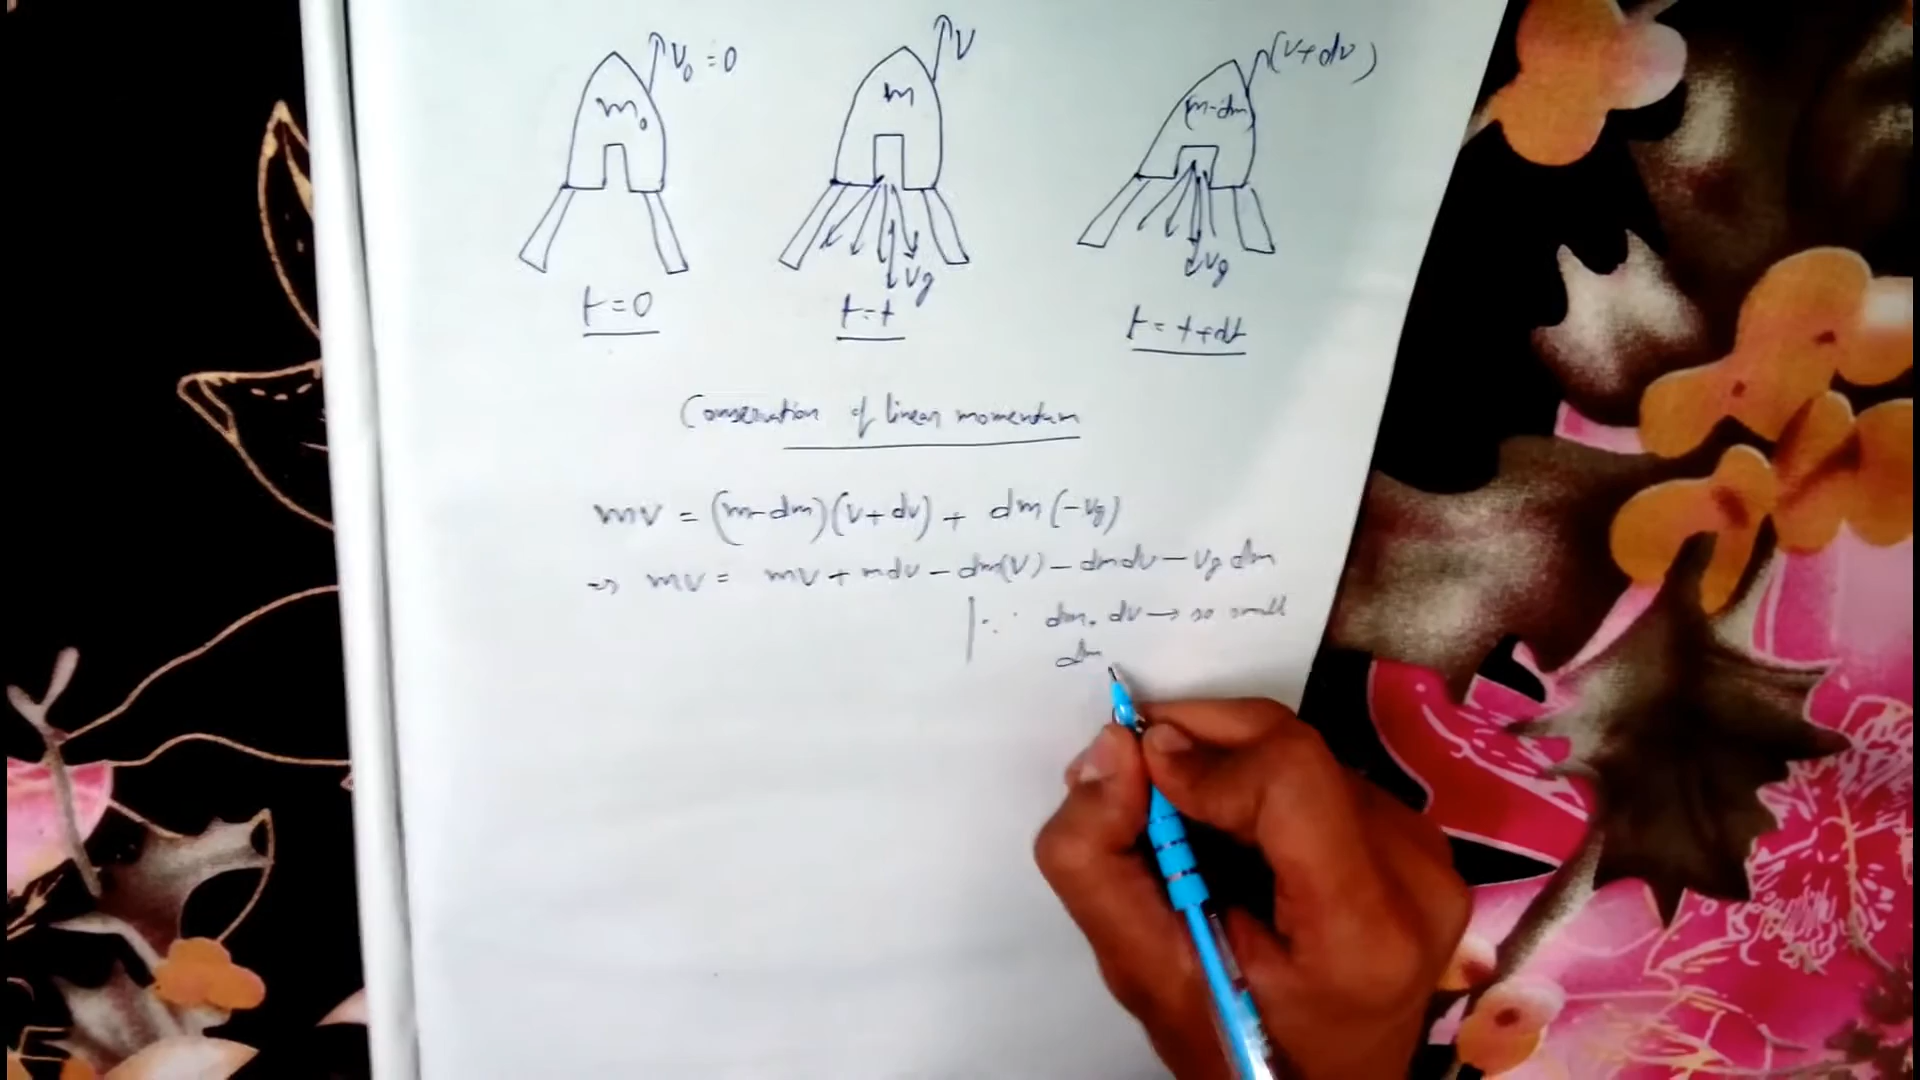 V₀ = 0
V
(V+dv)
m₀
m
(m-dm)
Vg
Vg
t=0
t=t
t= t+dt
Conservation of linear momentum
mv = (m-dm)(v+dv) + dm(-vg)
⇒ mv = mv + mdv - dm(v) - dmdv - vg dm
∵ dm, dv → so small
dm